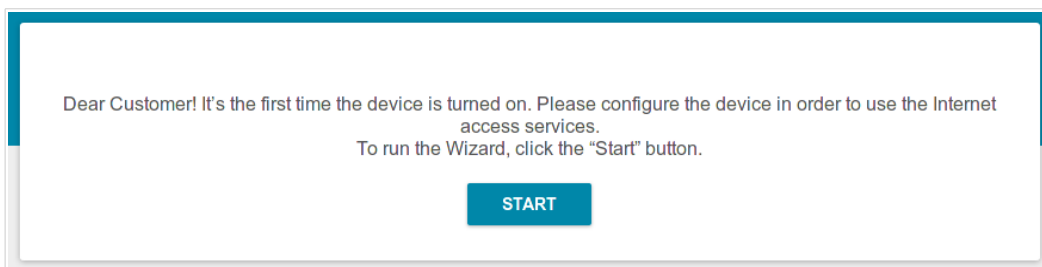 Dear Customer! It’s the first time the device is turned on. Please configure the device in order to use the Internet
access services.
To run the Wizard, click the “Start” button.
START